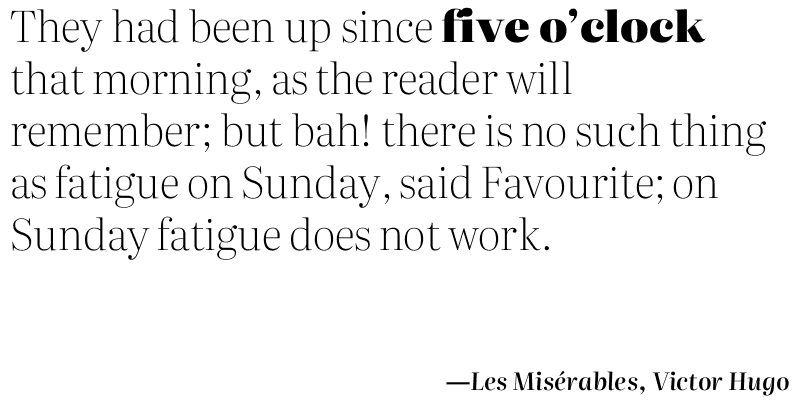 They had been up since five o’clock
that morning, as the reader will
remember; but bah! there is no such thing
as fatigue on Sunday, said Favourite; on
Sunday fatigue does not work.
—Les Misérables, Victor Hugo